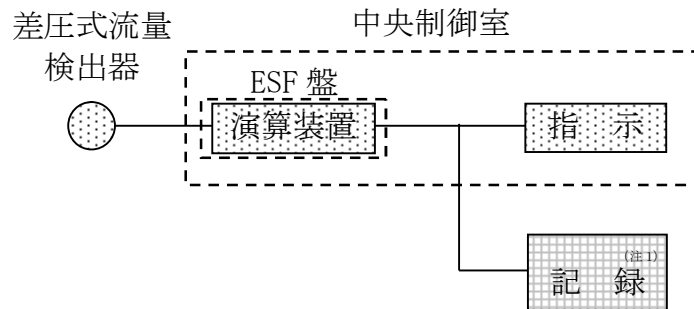 差圧式流量
検出器
中央制御室
ESF 盤
演算装置
指 示
(注1)
記 録